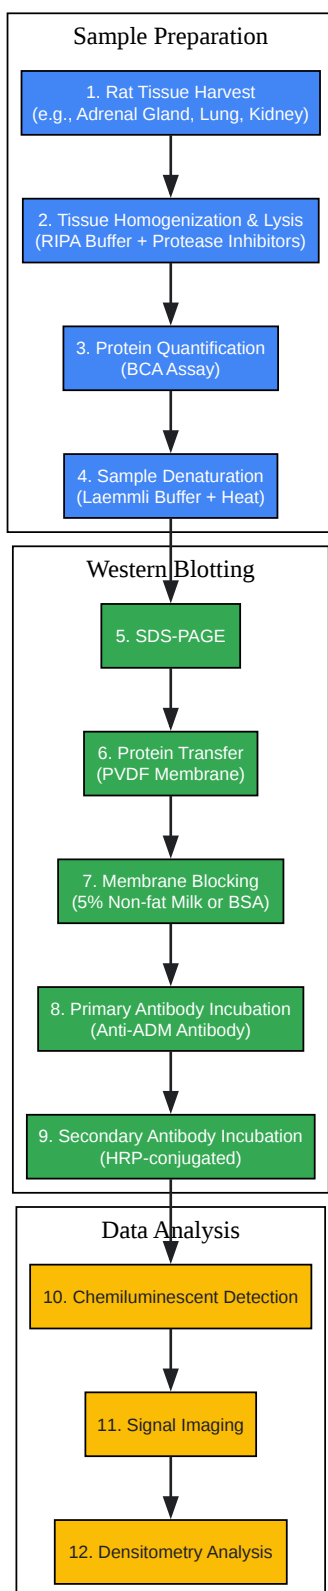 Sample Preparation
1. Rat Tissue Harvest
(e.g., Adrenal Gland, Lung, Kidney)
2. Tissue Homogenization & Lysis
(RIPA Buffer + Protease Inhibitors)
3. Protein Quantification
(BCA Assay)
4. Sample Denaturation
(Laemmli Buffer + Heat)
Western Blotting
5. SDS-PAGE
6. Protein Transfer
(PVDF Membrane)
7. Membrane Blocking
(5% Non-fat Milk or BSA)
8. Primary Antibody Incubation
(Anti-ADM Antibody)
9. Secondary Antibody Incubation
(HRP-conjugated)
Data Analysis
10. Chemiluminescent Detection
11. Signal Imaging
12. Densitometry Analysis